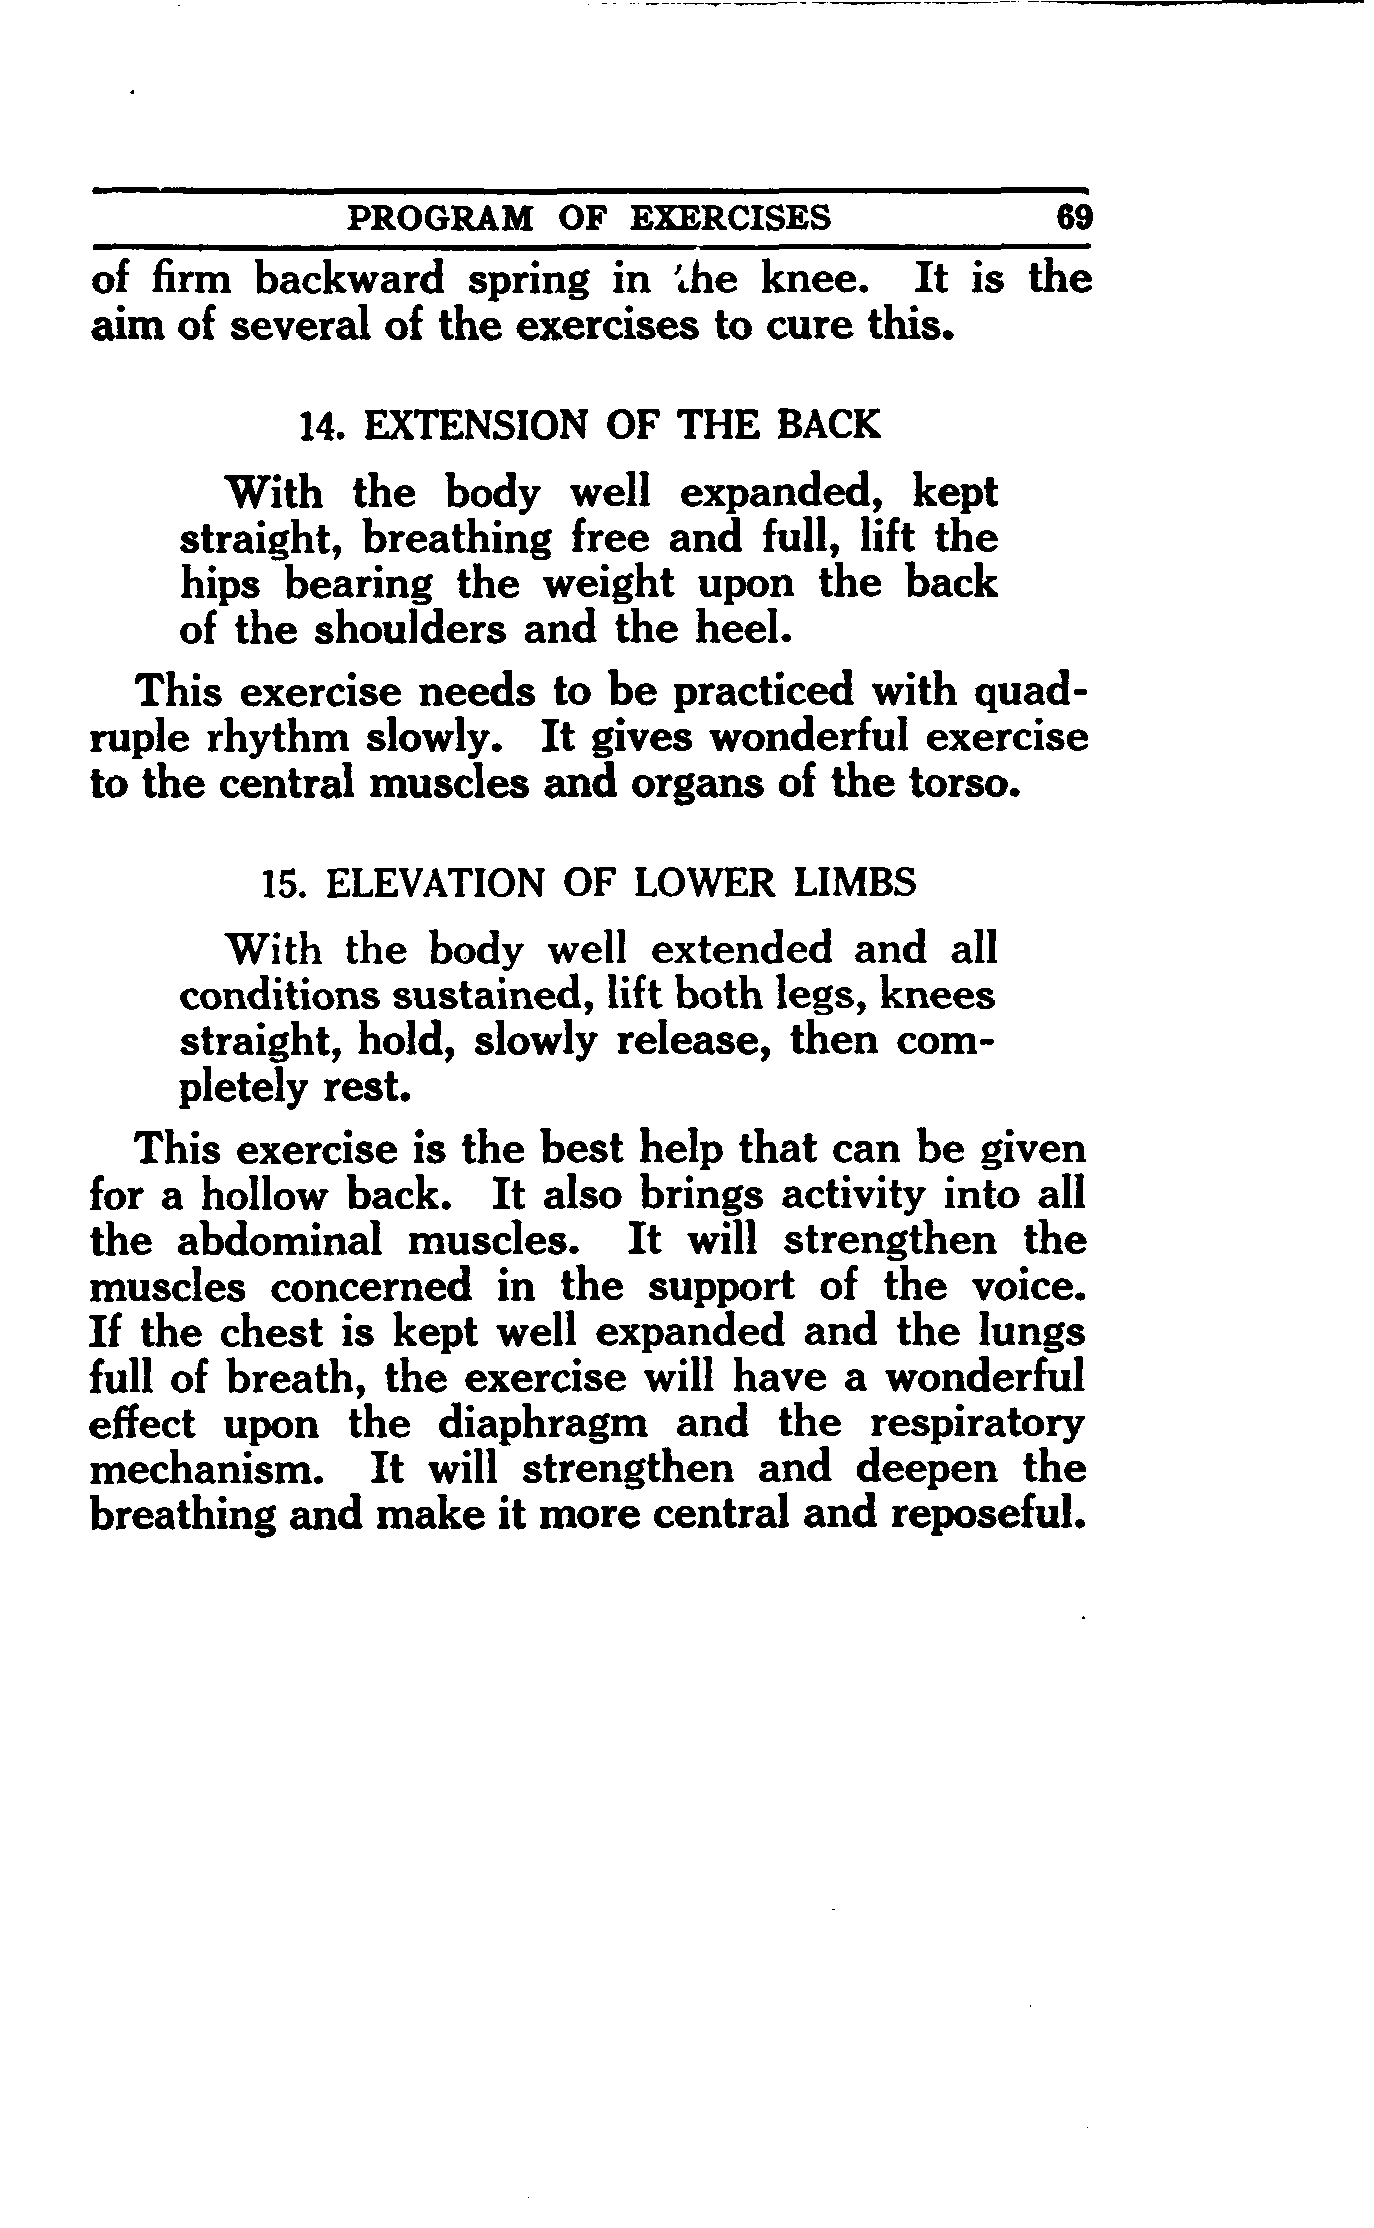 PROGRAM OF EXERCISES 69
of firm backward spring in the knee. It is the
aim of several of the exercises to cure this.
14. EXTENSION OF THE BACK
With the body well expanded, kept
straight, breathing free and full, lift the
hips bearing the weight upon the back
of the shoulders and the heel.
This exercise needs to be practiced with quad-
ruple rhythm slowly. It gives wonderful exercise
to the central muscles and organs of the torso.
15. ELEVATION OF LOWER LIMBS
With the body well extended and all
conditions sustained, lift both legs, knees
straight, hold, slowly release, then com-
pletely rest.
This exercise is the best help that can be given
for a hollow back. It also brings activity into all
the abdominal muscles. It will strengthen the
muscles concerned in the support of the voice.
If the chest is kept well expanded and the lungs
full of breath, the exercise will have a wonderful
effect upon the diaphragm and the respiratory
mechanism. It will strengthen and deepen the
breathing and make it more central and reposeful.